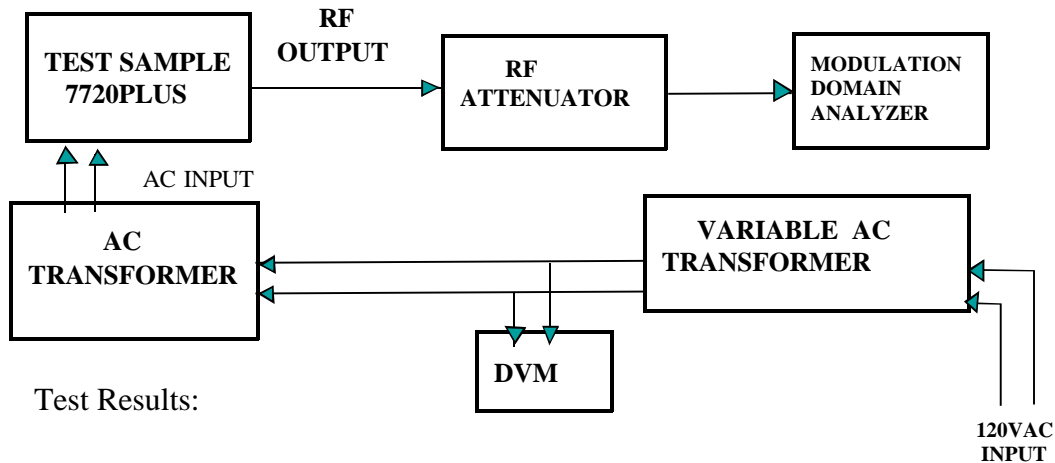 RF
OUTPUT
TEST SAMPLE
7720PLUS
RF
ATTENUATOR
MODULATION
DOMAIN
ANALYZER
AC INPUT
AC
TRANSFORMER
VARIABLE AC
TRANSFORMER
DVM
Test Results:
120VAC
INPUT